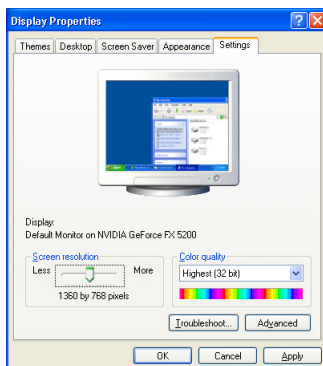 Display Properties
Themes Desktop Screen Saver Appearance Settings
Display:
Default Monitor on NVIDIA GeForce FX 5200
Screen resolution
Less More
1360 by 768 pixels
Color quality
Highest (32 bit)
Troubleshoot... Advanced
OK Cancel Apply